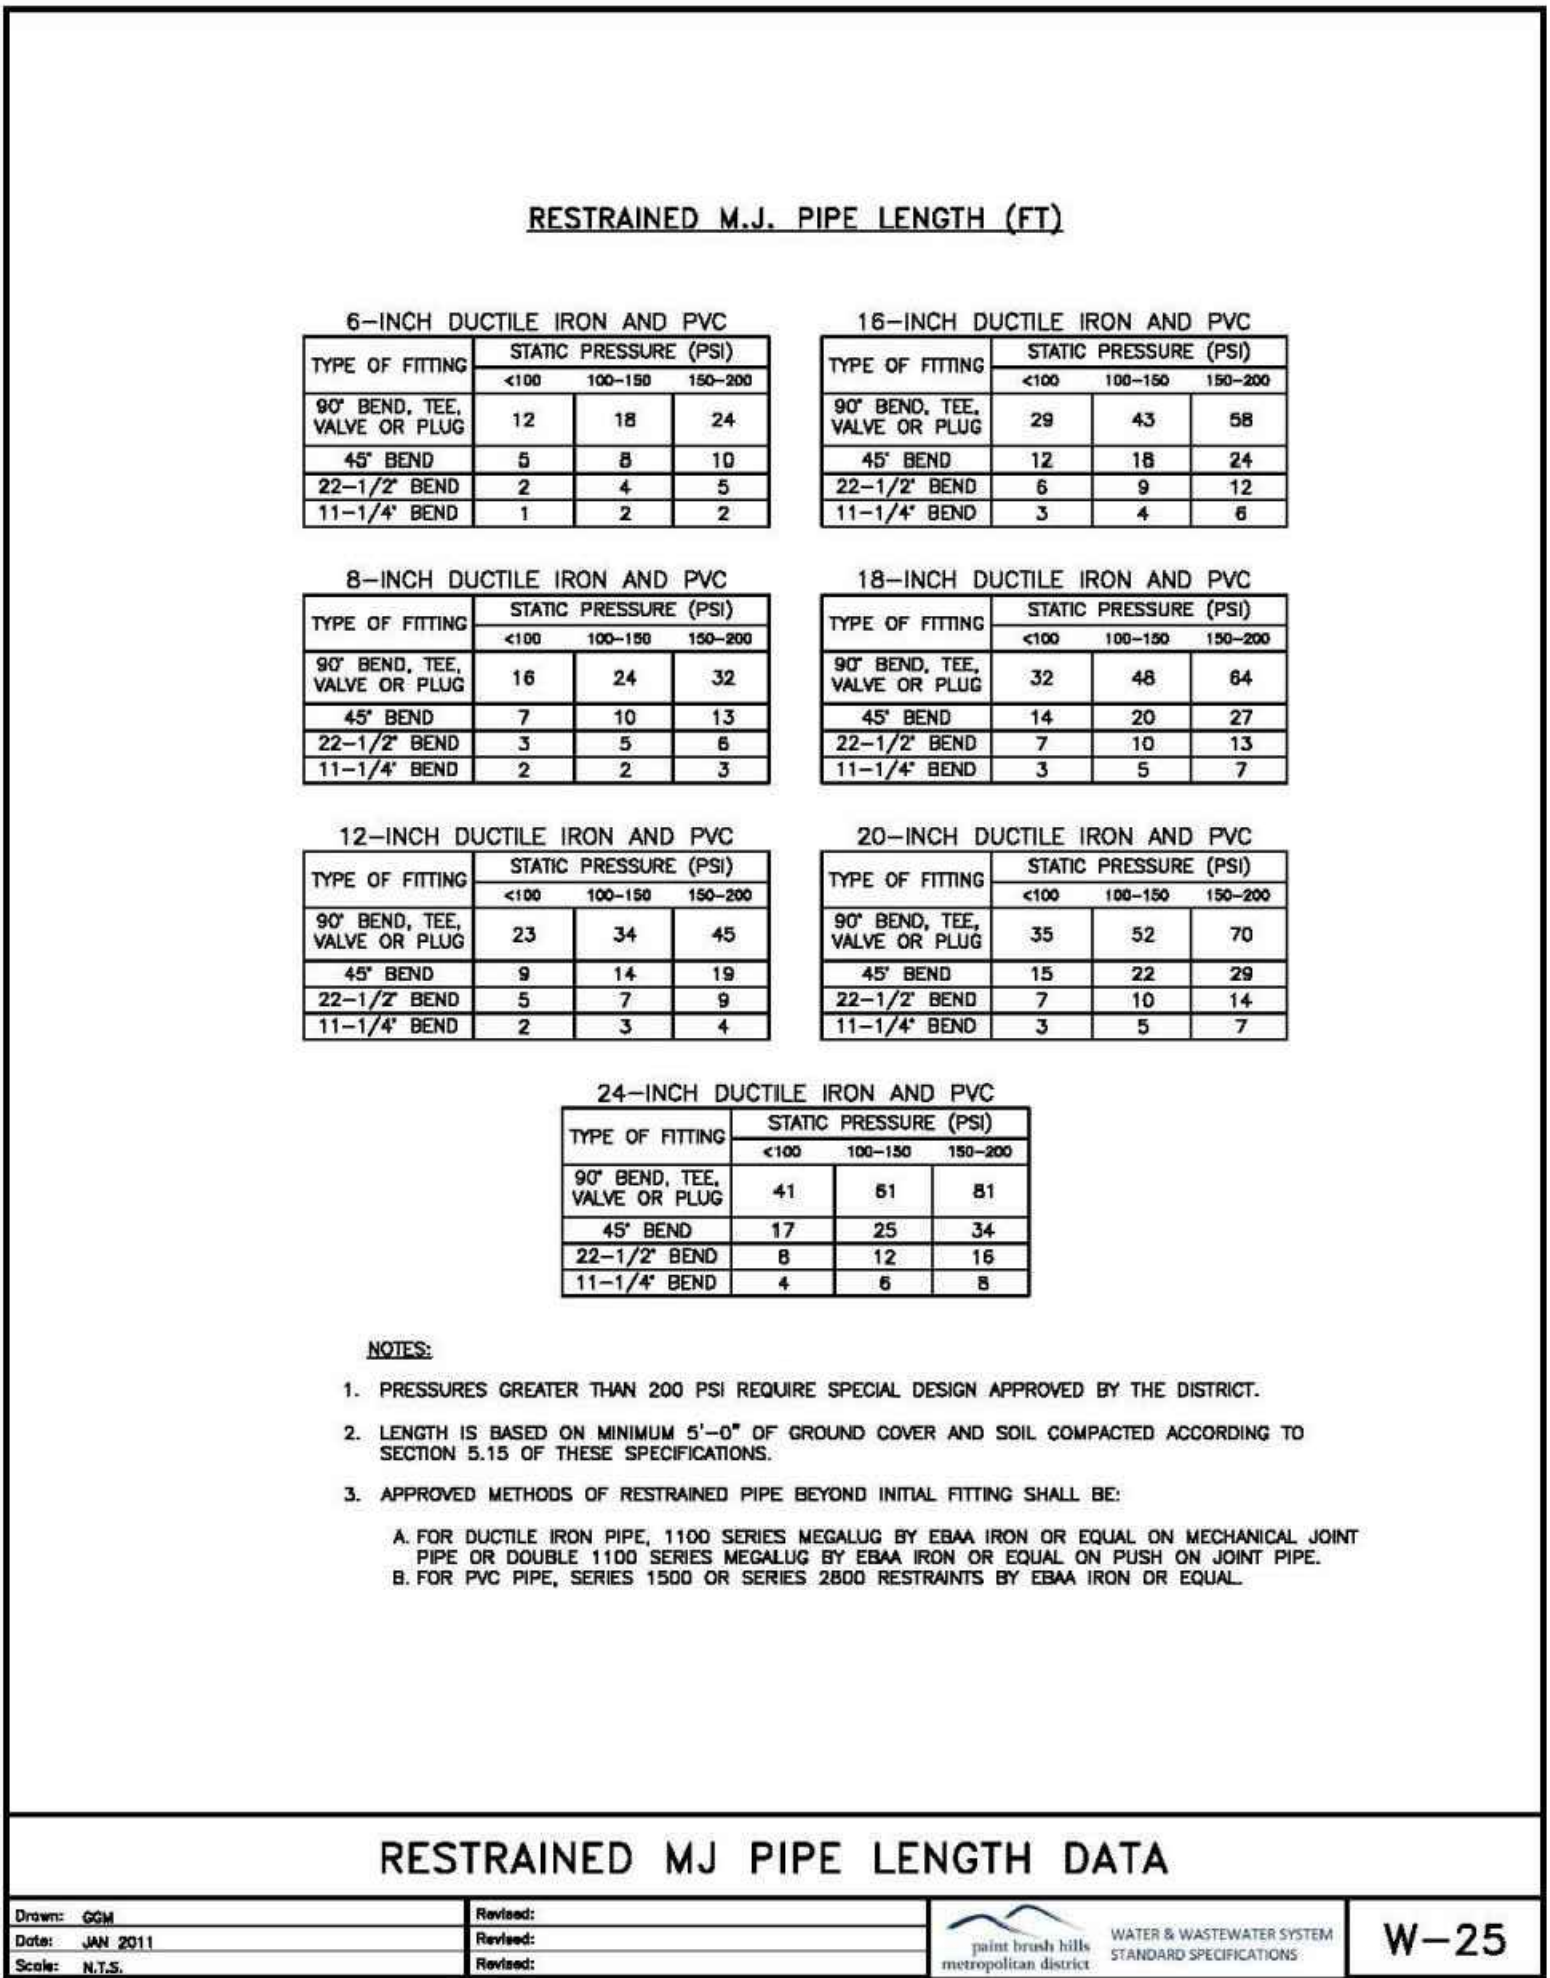 RESTRAINED M.J. PIPE LENGTH (FT)
6-INCH DUCTILE IRON AND PVC
TYPE OF FITTING STATIC PRESSURE (PSI)
<100 100-150 150-200
90° BEND, TEE,
VALVE OR PLUG 12 18 24
45° BEND 5 8 10
22-1/2° BEND 2 4 5
11-1/4° BEND 1 2 2
16-INCH DUCTILE IRON AND PVC
TYPE OF FITTING STATIC PRESSURE (PSI)
<100 100-150 150-200
90° BEND, TEE,
VALVE OR PLUG 29 43 58
45° BEND 12 18 24
22-1/2° BEND 6 9 12
11-1/4° BEND 3 4 6
8-INCH DUCTILE IRON AND PVC
TYPE OF FITTING STATIC PRESSURE (PSI)
<100 100-150 150-200
90° BEND, TEE,
VALVE OR PLUG 16 24 32
45° BEND 7 10 13
22-1/2° BEND 3 5 6
11-1/4° BEND 2 2 3
18-INCH DUCTILE IRON AND PVC
TYPE OF FITTING STATIC PRESSURE (PSI)
<100 100-150 150-200
90° BEND, TEE,
VALVE OR PLUG 32 48 64
45° BEND 14 20 27
22-1/2° BEND 7 10 13
11-1/4° BEND 3 5 7
12-INCH DUCTILE IRON AND PVC
TYPE OF FITTING STATIC PRESSURE (PSI)
<100 100-150 150-200
90° BEND, TEE,
VALVE OR PLUG 23 34 45
45° BEND 9 14 19
22-1/2° BEND 5 7 9
11-1/4° BEND 2 3 4
20-INCH DUCTILE IRON AND PVC
TYPE OF FITTING STATIC PRESSURE (PSI)
<100 100-150 150-200
90° BEND, TEE,
VALVE OR PLUG 35 52 70
45° BEND 15 22 29
22-1/2° BEND 7 10 14
11-1/4° BEND 3 5 7
24-INCH DUCTILE IRON AND PVC
TYPE OF FITTING STATIC PRESSURE (PSI)
<100 100-150 150-200
90° BEND, TEE,
VALVE OR PLUG 41 61 81
45° BEND 17 25 34
22-1/2° BEND 8 12 16
11-1/4° BEND 4 6 8
NOTES:
1. PRESSURES GREATER THAN 200 PSI REQUIRE SPECIAL DESIGN APPROVED BY THE DISTRICT.
2. LENGTH IS BASED ON MINIMUM 5'-0" OF GROUND COVER AND SOIL COMPACTED ACCORDING TO
SECTION 5.15 OF THESE SPECIFICATIONS.
3. APPROVED METHODS OF RESTRAINED PIPE BEYOND INITIAL FITTING SHALL BE:
A. FOR DUCTILE IRON PIPE, 1100 SERIES MEGALUG BY EBAA IRON OR EQUAL ON MECHANICAL JOINT
PIPE OR DOUBLE 1100 SERIES MEGALUG BY EBAA IRON OR EQUAL ON PUSH ON JOINT PIPE.
B. FOR PVC PIPE, SERIES 1500 OR SERIES 2800 RESTRAINTS BY EBAA IRON OR EQUAL.
RESTRAINED MJ PIPE LENGTH DATA
Drawn: GGM
Date: JAN 2011
Scale: N.T.S.
Revised:
Revised:
Revised:
paint brush hills
metropolitan district
WATER & WASTEWATER SYSTEM
STANDARD SPECIFICATIONS
W-25